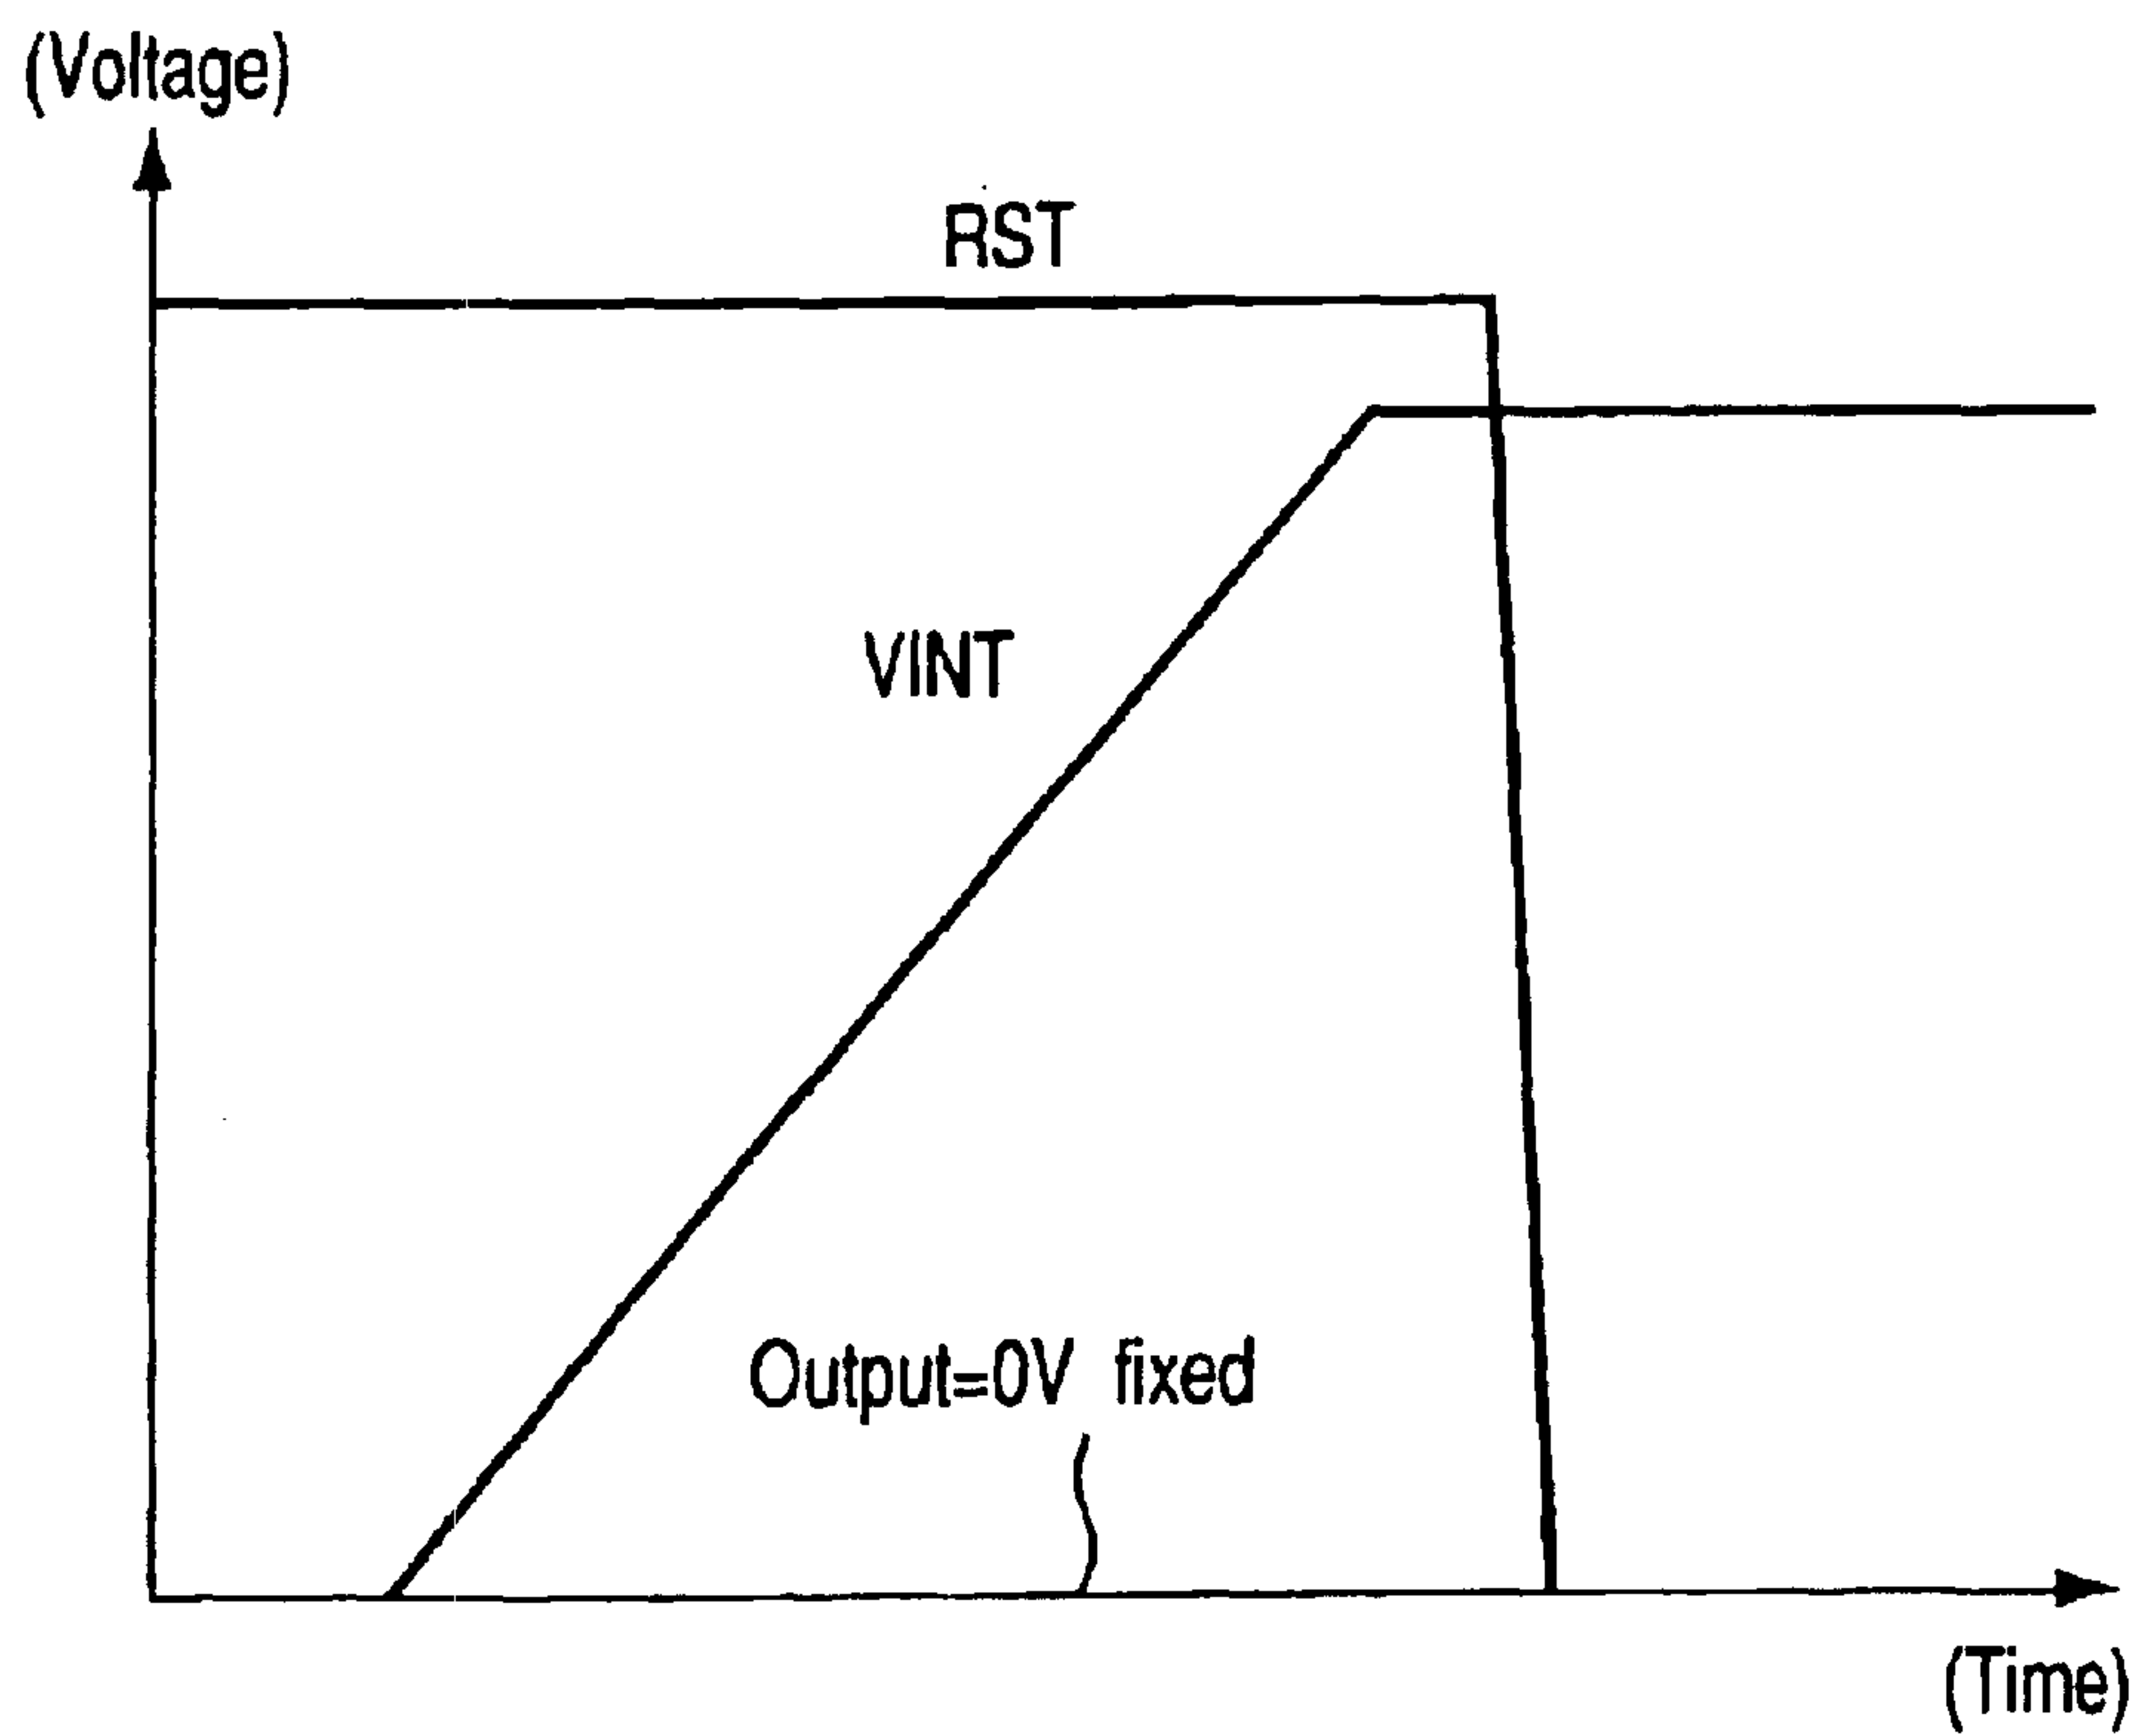 (Voltage)
RST
VINT
Output=0V fixed
(Time)